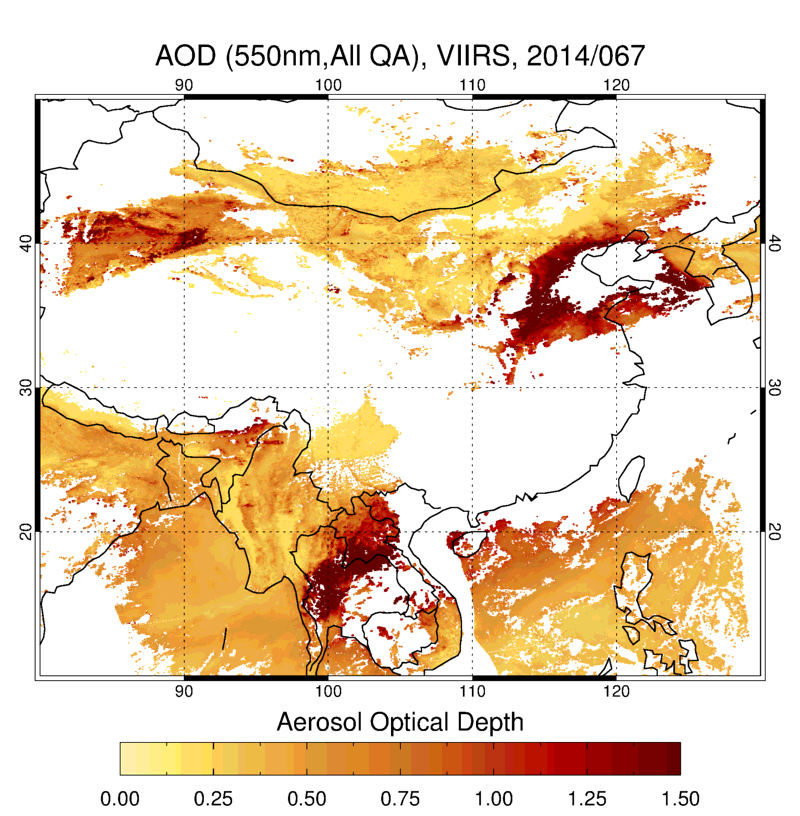 AOD (550nm,All QA), VIIRS, 2014/067
90 100 110 120
40 40
30 30
20 20
90 100 110 120
Aerosol Optical Depth
0.00 0.25 0.50 0.75 1.00 1.25 1.50